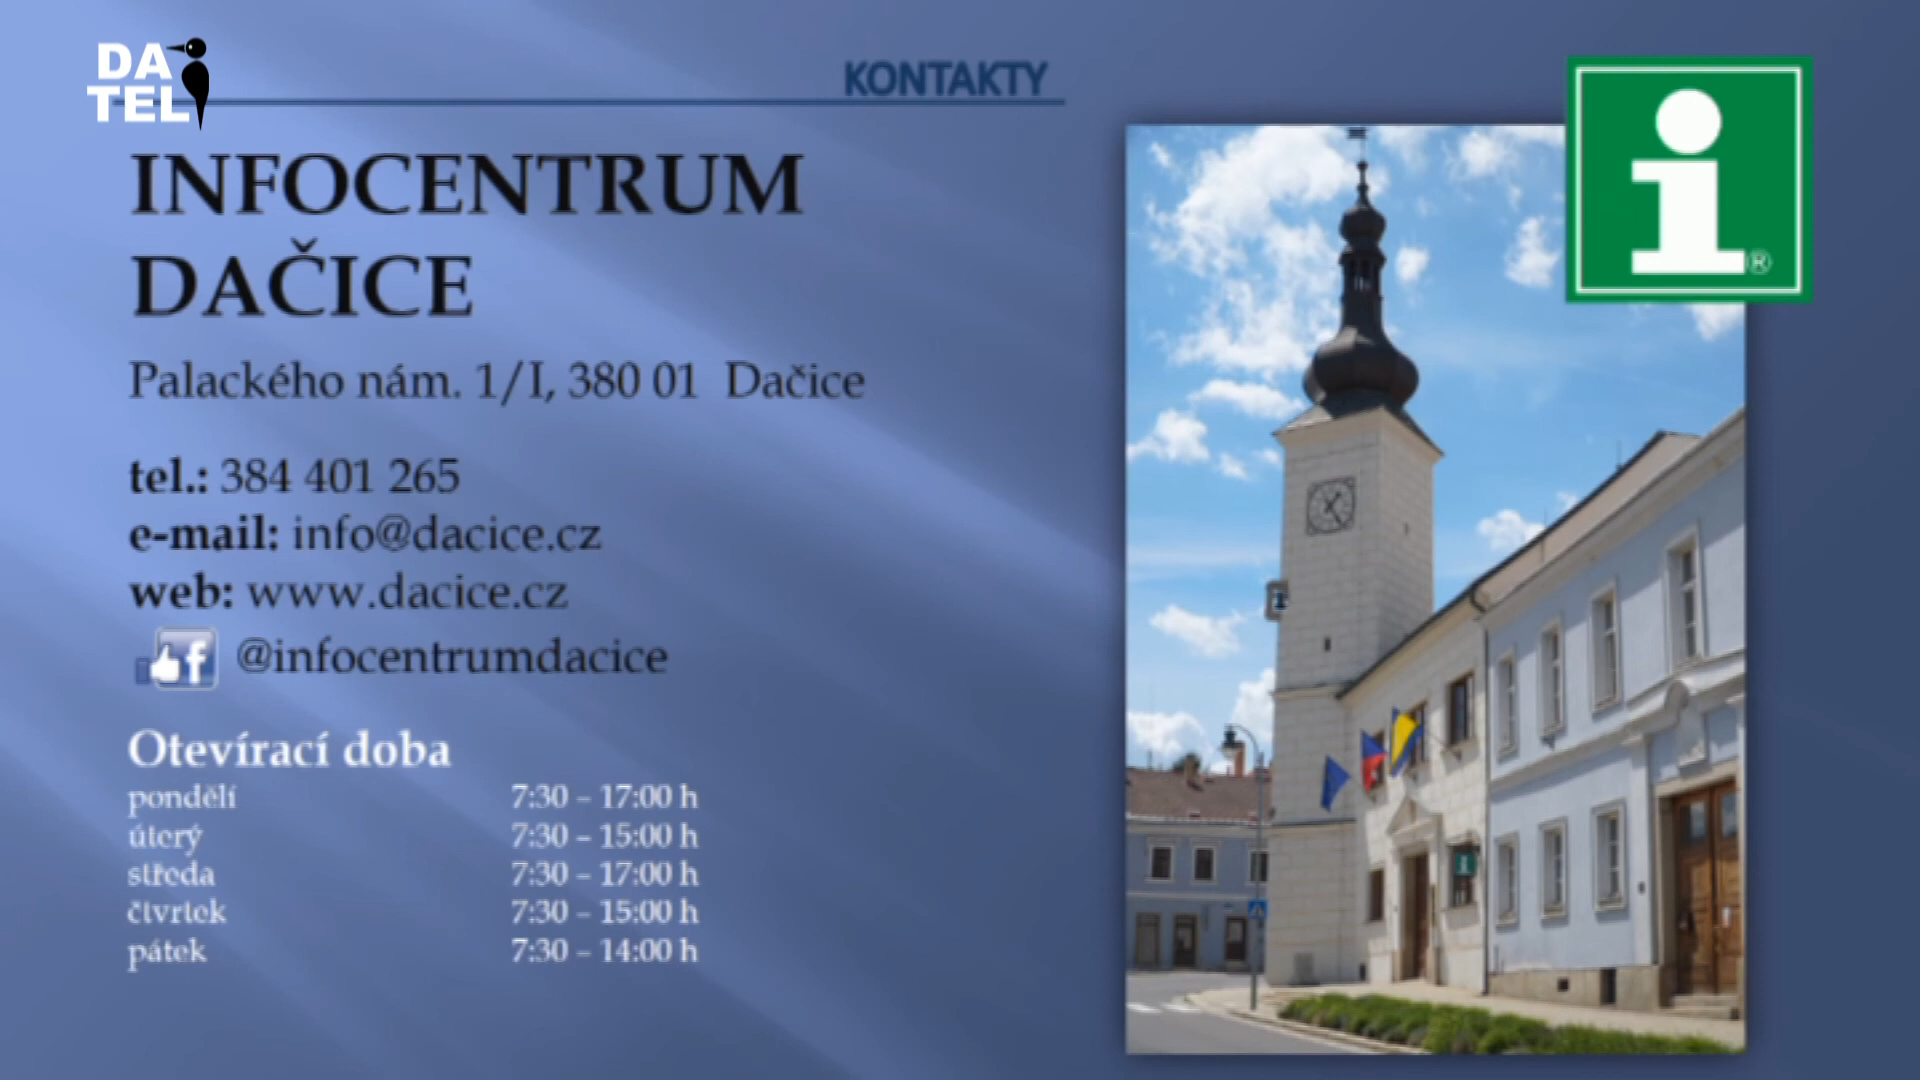 DA
TEL
KONTAKTY
INFOCENTRUM
DAČICE
Palackého nám. 1/I, 380 01 Dačice
tel.: 384 401 265
e-mail: info@dacice.cz
web: www.dacice.cz
f @infocentrumdacice
Otevírací doba
pondělí 7:30 – 17:00 h
úterý 7:30 – 15:00 h
středa 7:30 – 17:00 h
čtvrtek 7:30 – 15:00 h
pátek 7:30 – 14:00 h
i ®